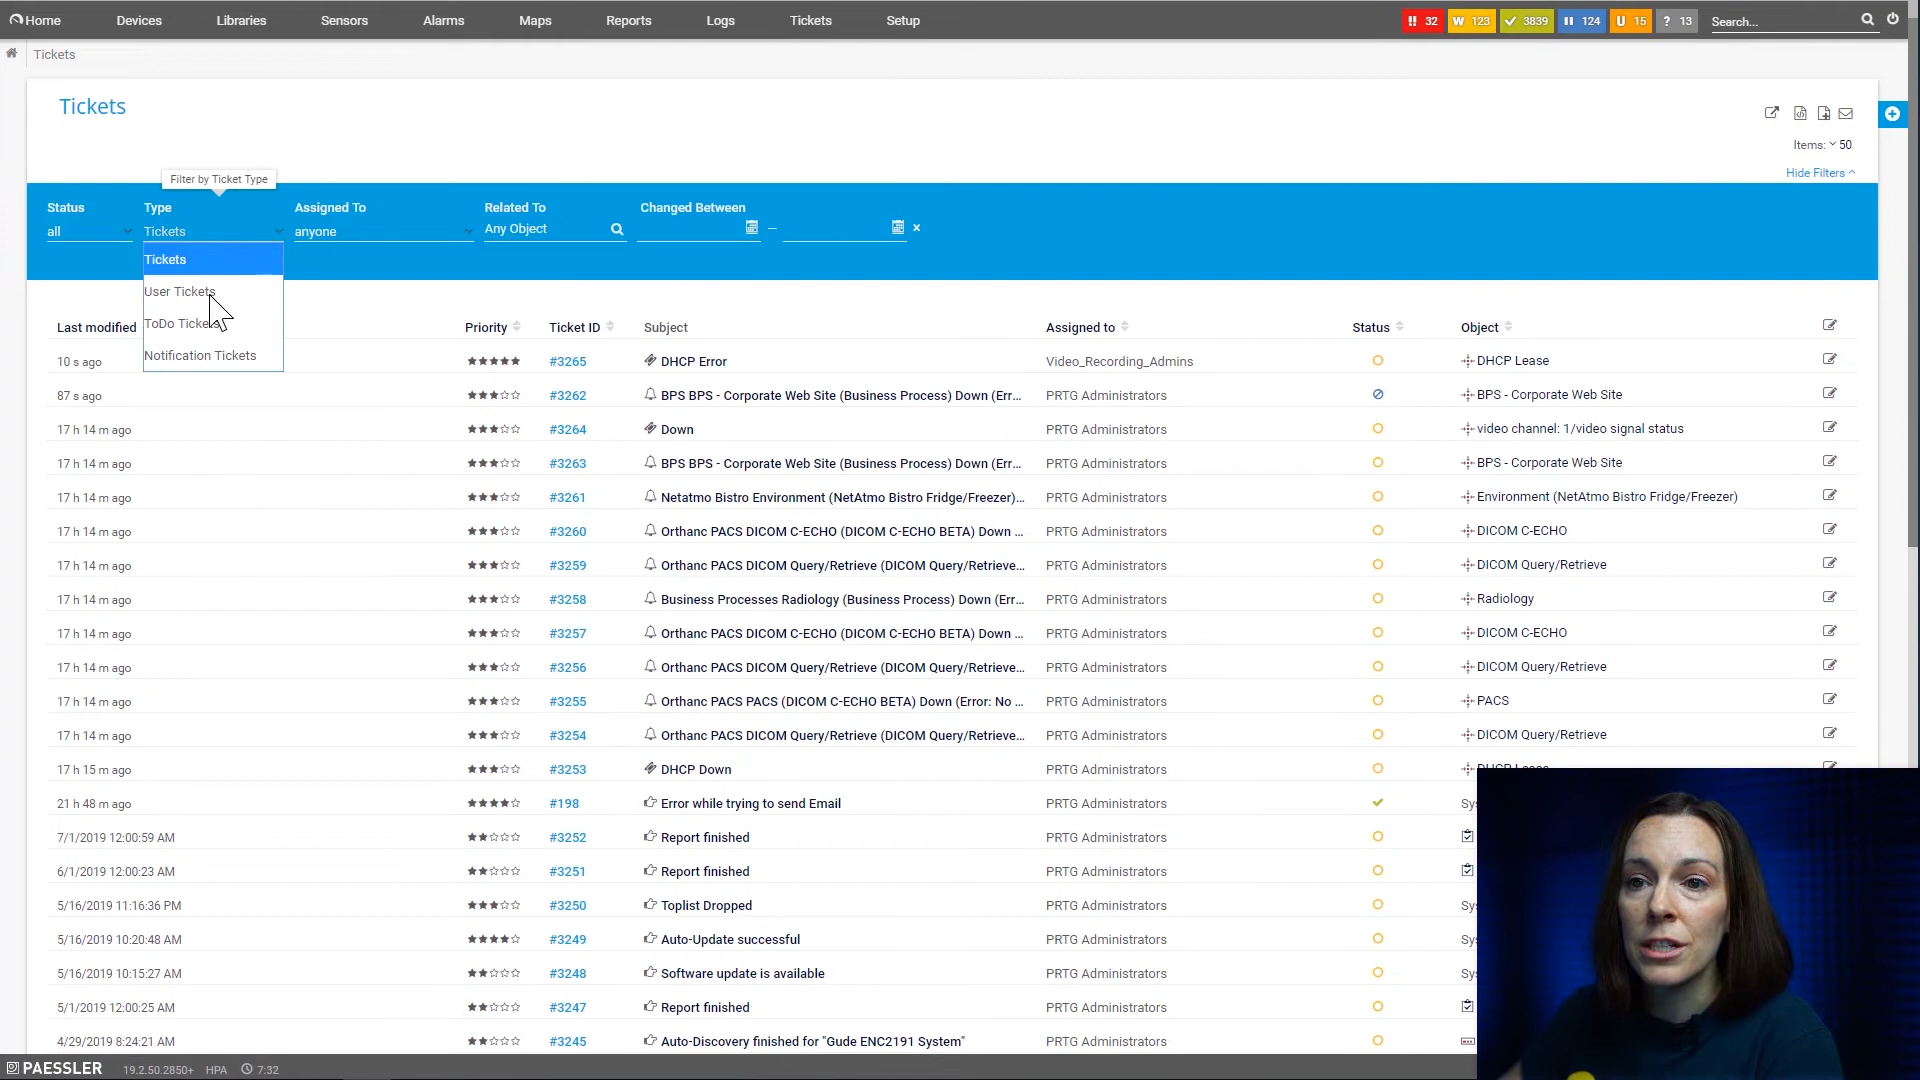 Home Devices Libraries Sensors Alarms Maps Reports Logs Tickets Setup !! 32 W 123 3839 124 U 15 ? 13 Search...
Tickets
Tickets
Items: 50
Filter by Ticket Type
Hide Filters
Status Type Assigned To Related To Changed Between
all Tickets anyone Any Object
Tickets
User Tickets
ToDo Tickets
Notification Tickets
Last modified Priority Ticket ID Subject Assigned to Status Object
10 s ago #3265 DHCP Error Video_Recording_Admins DHCP Lease
87 s ago #3262 BPS BPS - Corporate Web Site (Business Process) Down (Err... PRTG Administrators BPS - Corporate Web Site
17 h 14 m ago #3264 Down PRTG Administrators video channel: 1/video signal status
17 h 14 m ago #3263 BPS BPS - Corporate Web Site (Business Process) Down (Err... PRTG Administrators BPS - Corporate Web Site
17 h 14 m ago #3261 Netatmo Bistro Environment (NetAtmo Bistro Fridge/Freezer)... PRTG Administrators Environment (NetAtmo Bistro Fridge/Freezer)
17 h 14 m ago #3260 Orthanc PACS DICOM C-ECHO (DICOM C-ECHO BETA) Down ... PRTG Administrators DICOM C-ECHO
17 h 14 m ago #3259 Orthanc PACS DICOM Query/Retrieve (DICOM Query/Retrieve... PRTG Administrators DICOM Query/Retrieve
17 h 14 m ago #3258 Business Processes Radiology (Business Process) Down (Err... PRTG Administrators Radiology
17 h 14 m ago #3257 Orthanc PACS DICOM C-ECHO (DICOM C-ECHO BETA) Down ... PRTG Administrators DICOM C-ECHO
17 h 14 m ago #3256 Orthanc PACS DICOM Query/Retrieve (DICOM Query/Retrieve... PRTG Administrators DICOM Query/Retrieve
17 h 14 m ago #3255 Orthanc PACS PACS (DICOM C-ECHO BETA) Down (Error: No ... PRTG Administrators PACS
17 h 14 m ago #3254 Orthanc PACS DICOM Query/Retrieve (DICOM Query/Retrieve... PRTG Administrators DICOM Query/Retrieve
17 h 15 m ago #3253 DHCP Down PRTG Administrators DHCP Lease
21 h 48 m ago #198 Error while trying to send Email PRTG Administrators Sy
7/1/2019 12:00:59 AM #3252 Report finished PRTG Administrators
6/1/2019 12:00:23 AM #3251 Report finished PRTG Administrators
5/16/2019 11:16:36 PM #3250 Toplist Dropped PRTG Administrators Sy
5/16/2019 10:20:48 AM #3249 Auto-Update successful PRTG Administrators Sy
5/16/2019 10:15:27 AM #3248 Software update is available PRTG Administrators Sy
5/1/2019 12:00:25 AM #3247 Report finished PRTG Administrators
4/29/2019 8:24:21 AM #3245 Auto-Discovery finished for "Gude ENC2191 System" PRTG Administrators
PAESSLER 19.2.50.2850+ HPA 7:32